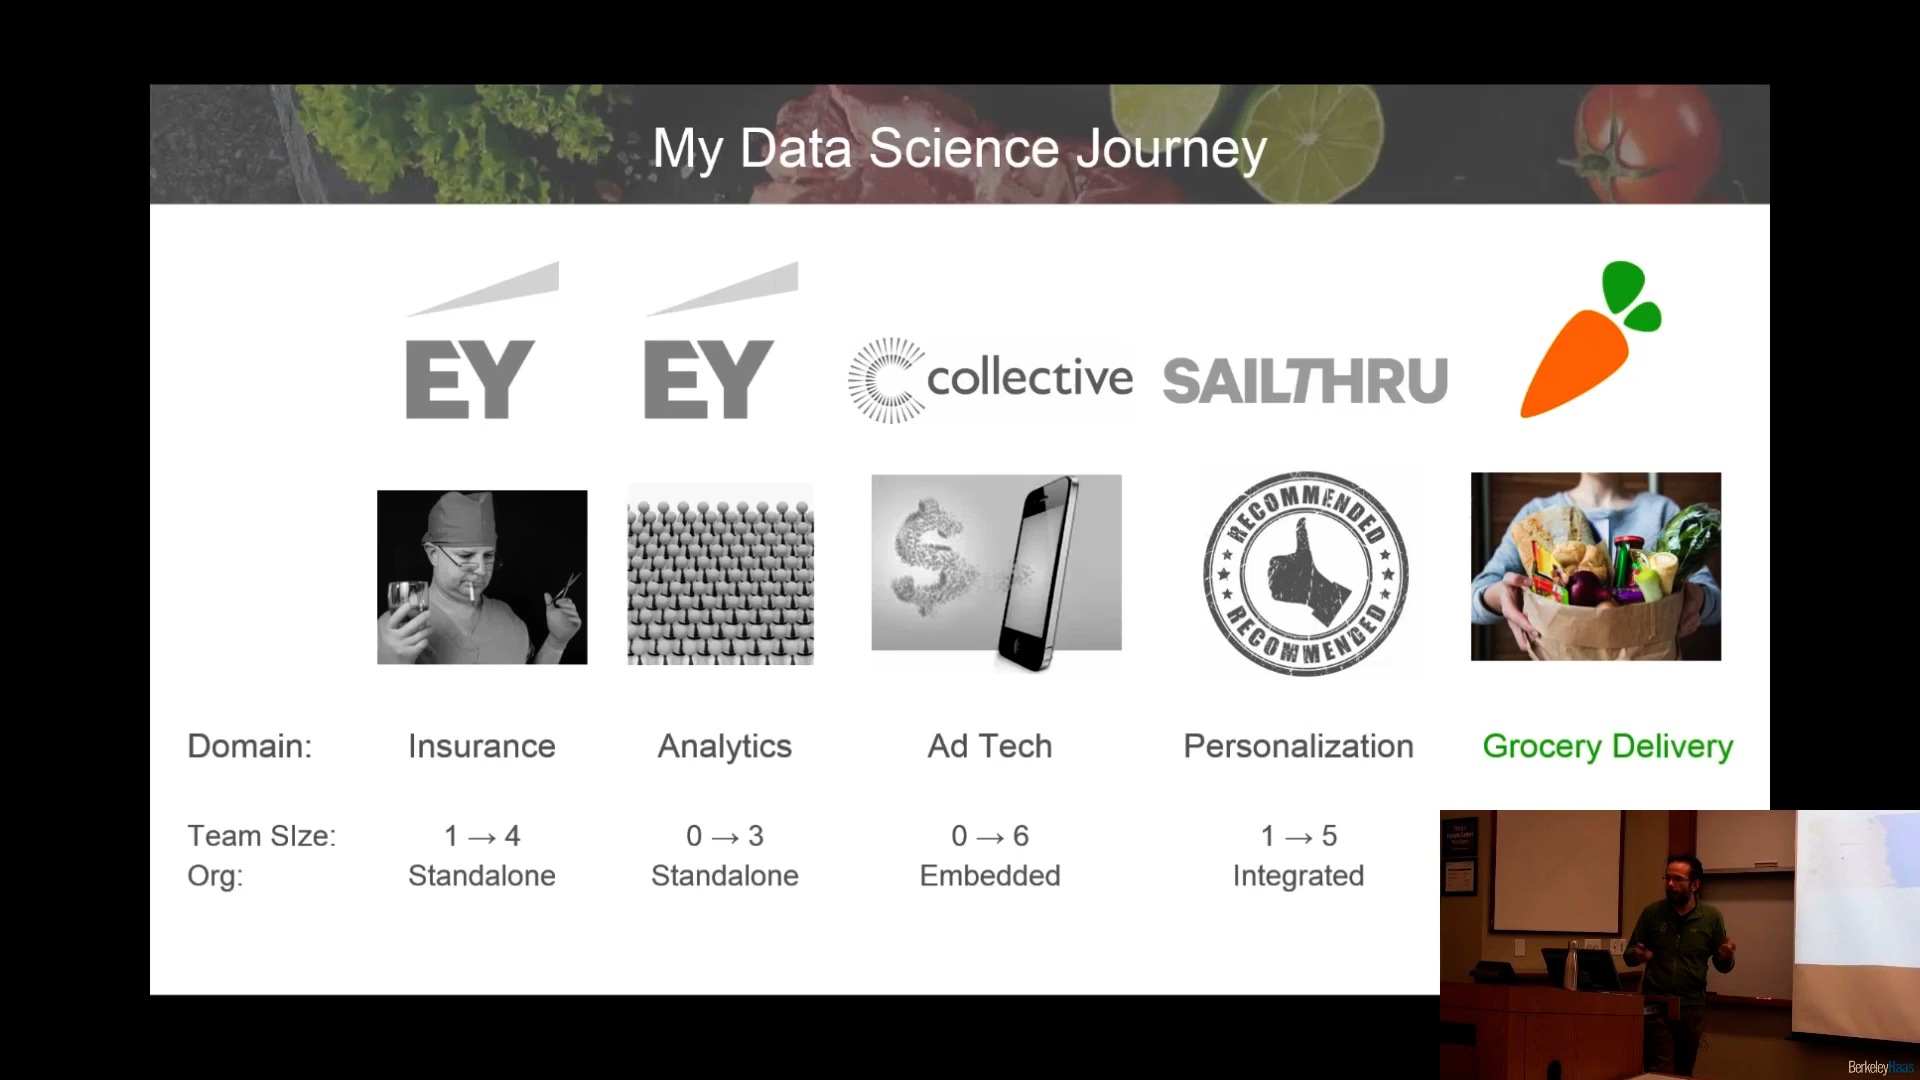 My Data Science Journey
EY
EY
collective
SAILTHRU
RECOMMENDED
RECOMMENDED
Domain: Insurance Analytics Ad Tech Personalization Grocery Delivery
Team SIze: 1 → 4 0 → 3 0 → 6 1 → 5
Org: Standalone Standalone Embedded Integrated
BerkeleyHaas